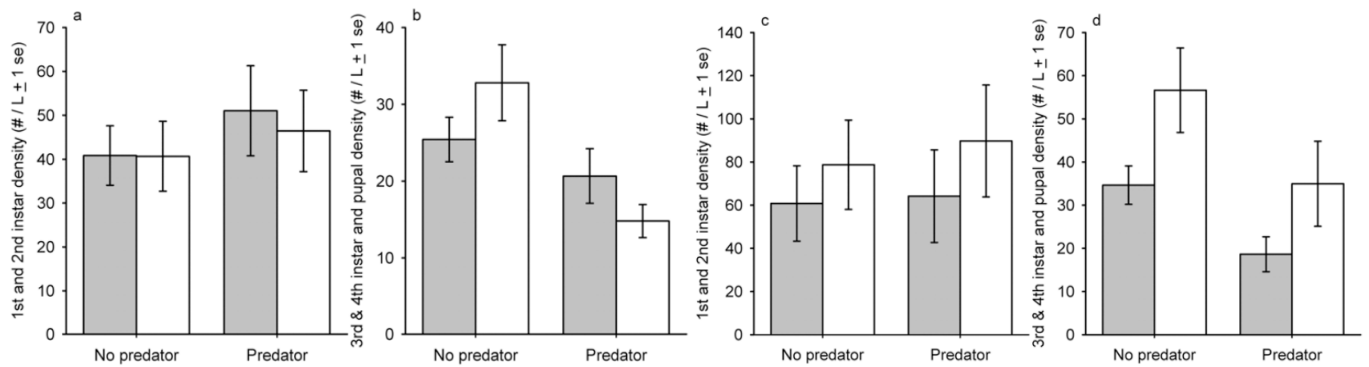 a
1st and 2nd instar density (# / L ± 1 se)
70
60
50
40
30
20
10
0
No predator
Predator
b
3rd & 4th instar and pupal density (# / L ± 1 se)
40
30
20
10
0
No predator
Predator
c
1st and 2nd instar density (# / L ± 1 se)
140
120
100
80
60
40
20
0
No predator
Predator
d
3rd & 4th instar and pupal density (# / L ± 1 se)
70
60
50
40
30
20
10
0
No predator
Predator